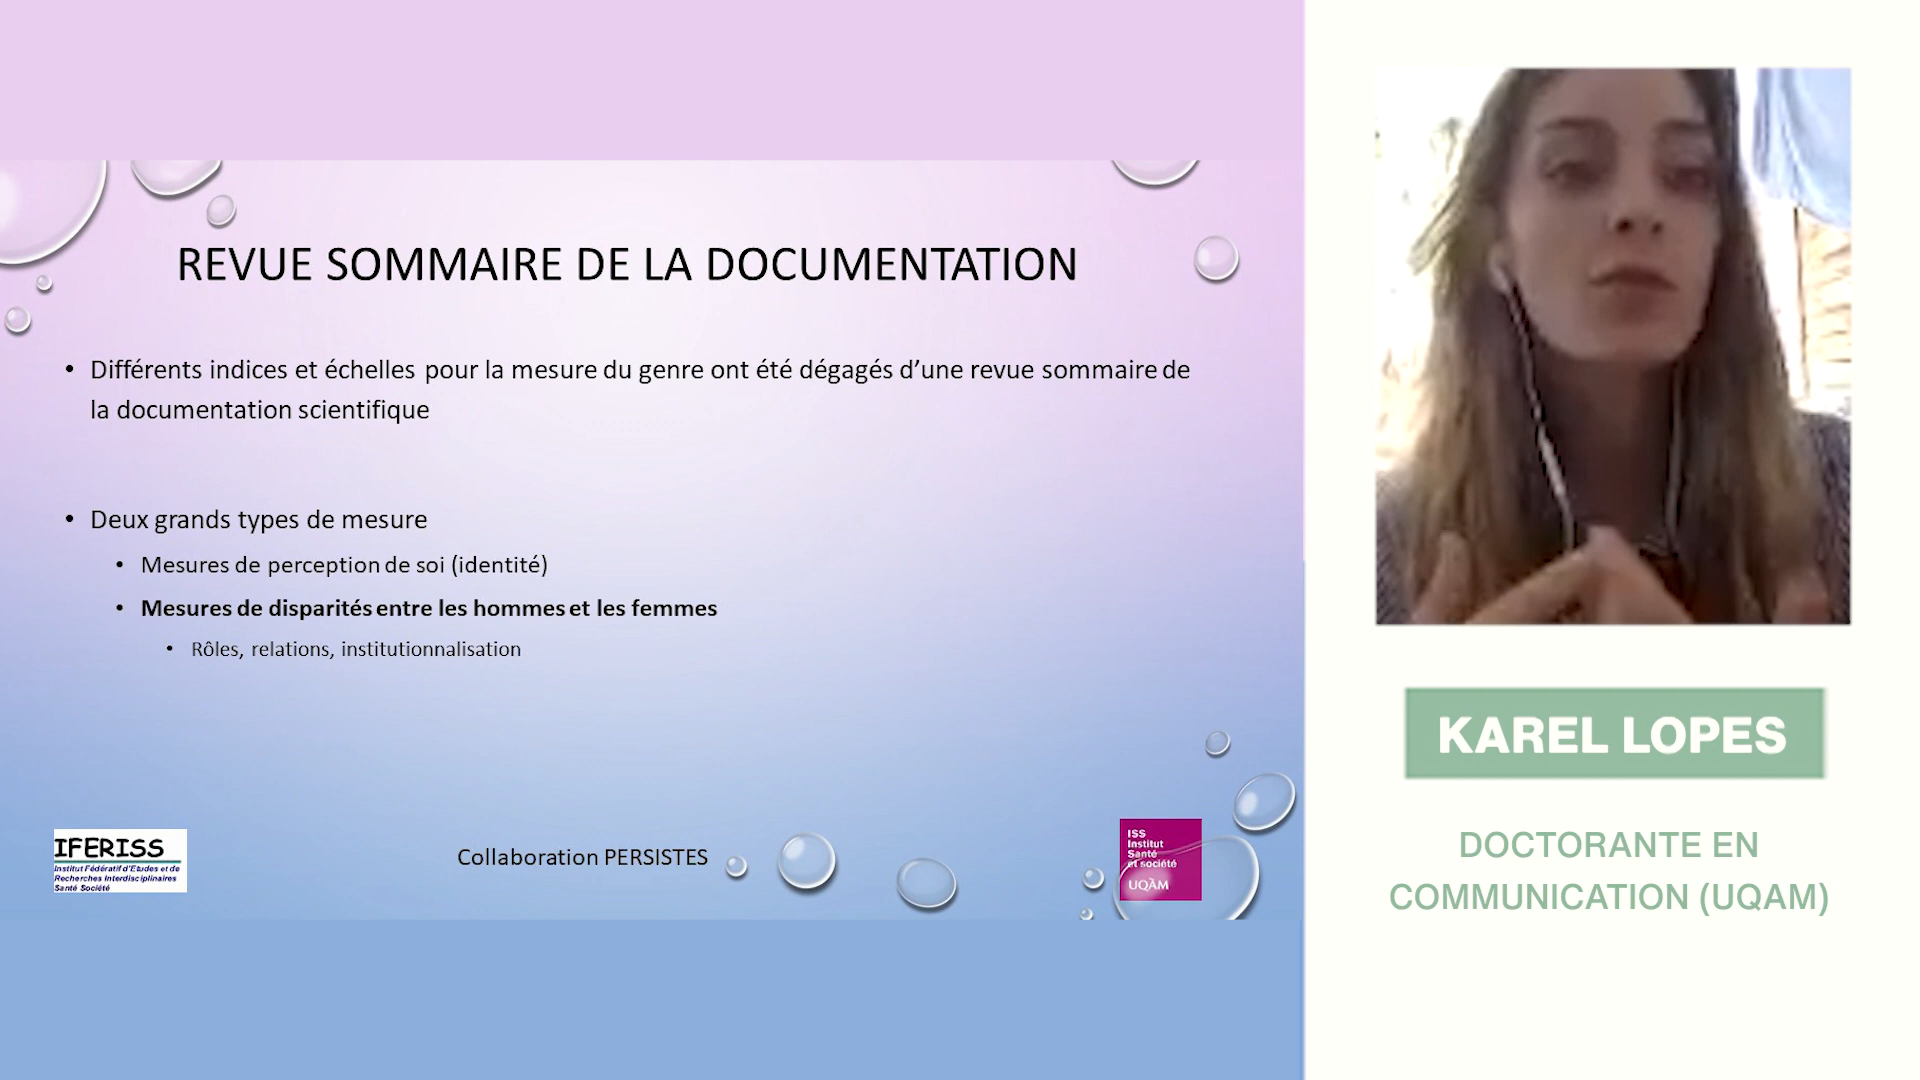 REVUE SOMMAIRE DE LA DOCUMENTATION
• Différents indices et échelles pour la mesure du genre ont été dégagés d’une revue sommaire de
la documentation scientifique
• Deux grands types de mesure
• Mesures de perception de soi (identité)
• Mesures de disparités entre les hommes et les femmes
• Rôles, relations, institutionnalisation
IFERISS
Institut Fédératif d'Etudes et de
Recherches Interdisciplinaires
Santé Société
Collaboration PERSISTES
ISS
Institut
Santé
et société
UQÀM
KAREL LOPES
DOCTORANTE EN
COMMUNICATION (UQAM)